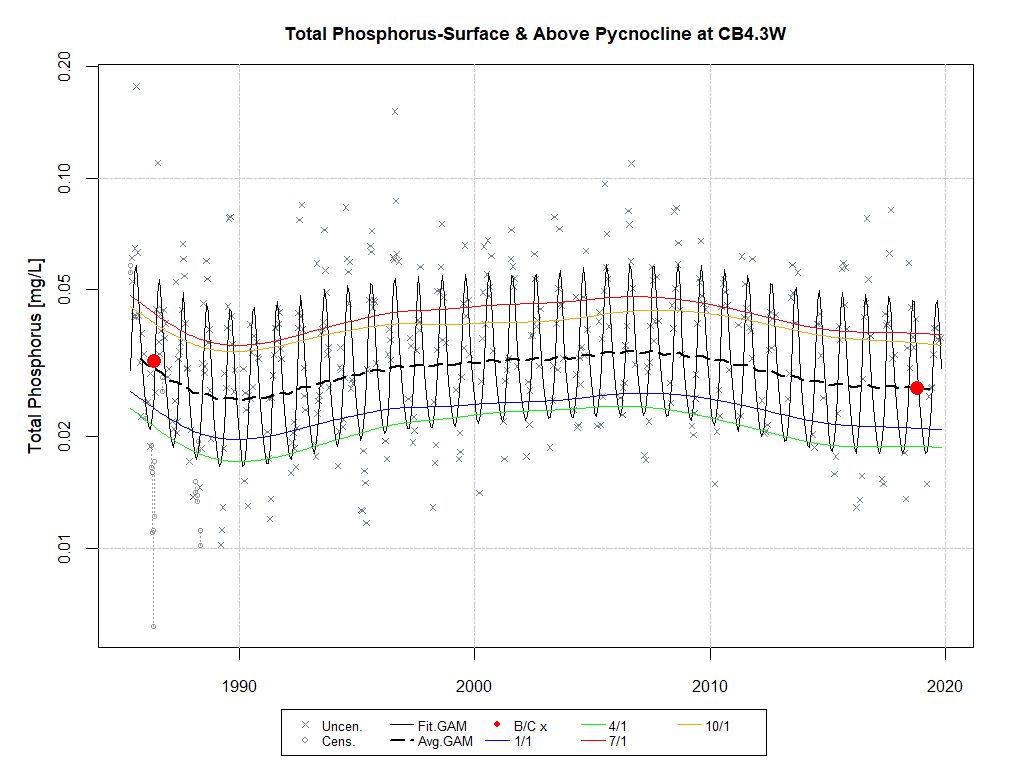 Total Phosphorus-Surface & Above Pycnocline at CB4.3W
Total Phosphorus [mg/L]
0.20
0.10
0.05
0.02
0.01
1990 2000 2010 2020
Uncen. Fit.GAM B/C x 4/1 10/1
Cens. Avg.GAM 1/1 7/1